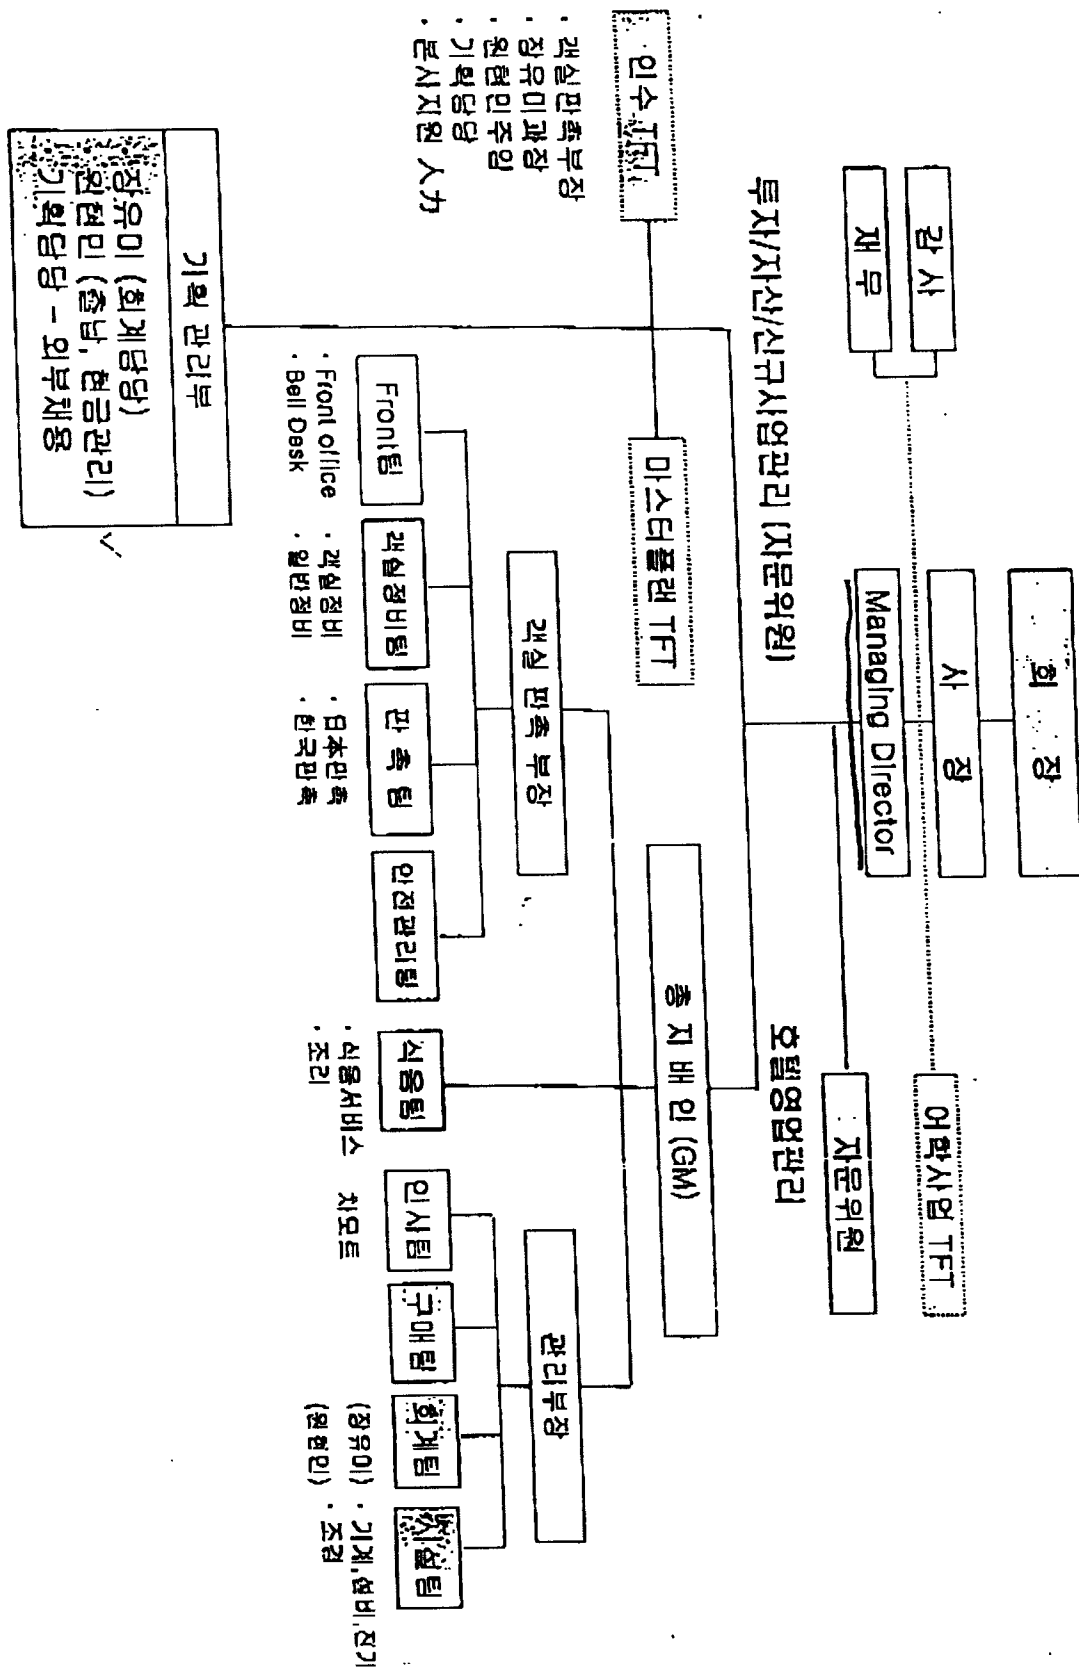 회 장
사 장
감 사
재 무
어학사업 TFT
Managing Director
자문위원
투자/자산/신규사업관리 (자문위원)
호텔영업관리
인수 TFT
· 객실판촉부장
· 장유미과장
· 원현민주임
· 기획담당
· 본사지원 人力
마스터플랜 TFT
총 지 배 인 (GM)
객실 판촉 부장
관리부장
Front팀
· Front office
· Bell Desk
객실정비팀
· 객실정비
· 일반정비
판 촉 팀
· 日本판촉
· 한국판촉
안전관리팀
식음팀
· 식음서비스
· 조리
인사팀
구매팀
회계팀
(장유미)
(원현민)
시설팀
· 기계,설비,전기
· 조경
기획 관리부
장유미 (회계담당)
원현민 (출납, 현금관리)
기획담당 - 외부채용